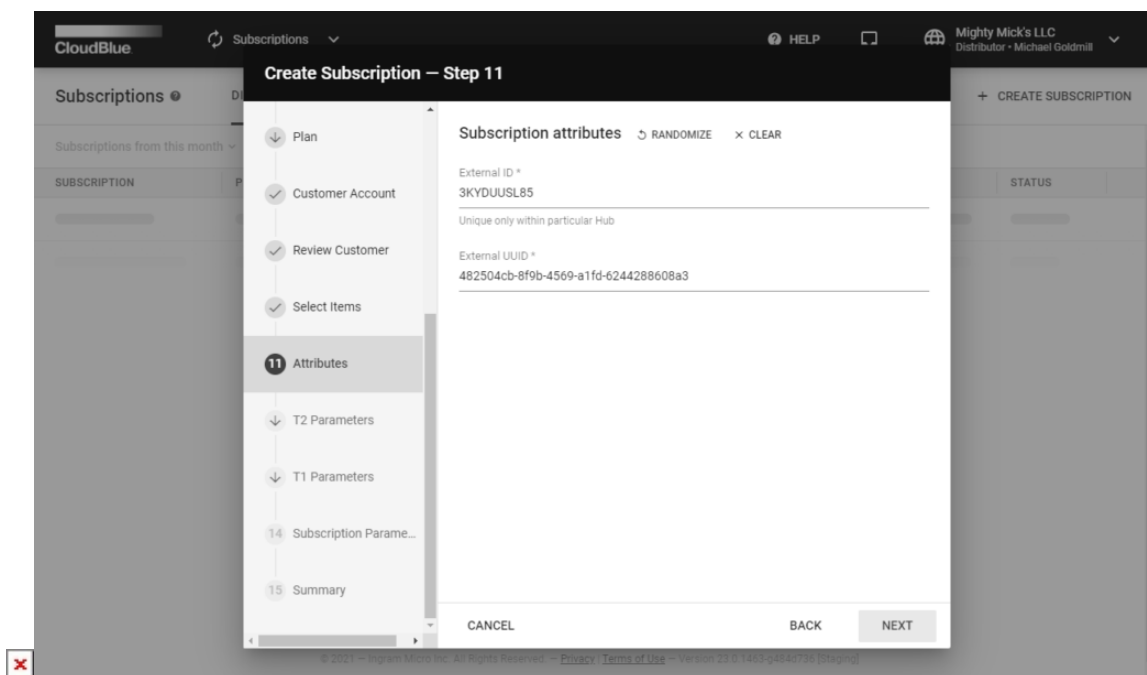 CloudBlue
Subscriptions
HELP
Mighty Mick's LLC
Distributor • Michael Goldmill
Create Subscription — Step 11
Subscriptions
DI
+ CREATE SUBSCRIPTION
Subscriptions from this month
SUBSCRIPTION
P
STATUS
Plan
Customer Account
Review Customer
Select Items
11 Attributes
T2 Parameters
T1 Parameters
14 Subscription Parame...
15 Summary
Subscription attributes
RANDOMIZE
CLEAR
External ID *
3KYDUUSL85
Unique only within particular Hub
External UUID *
482504cb-8f9b-4569-a1fd-6244288608a3
CANCEL
BACK
NEXT
© 2021 — Ingram Micro Inc. All Rights Reserved. — Privacy | Terms of Use — Version 23.0.1463-g484d736 [Staging]